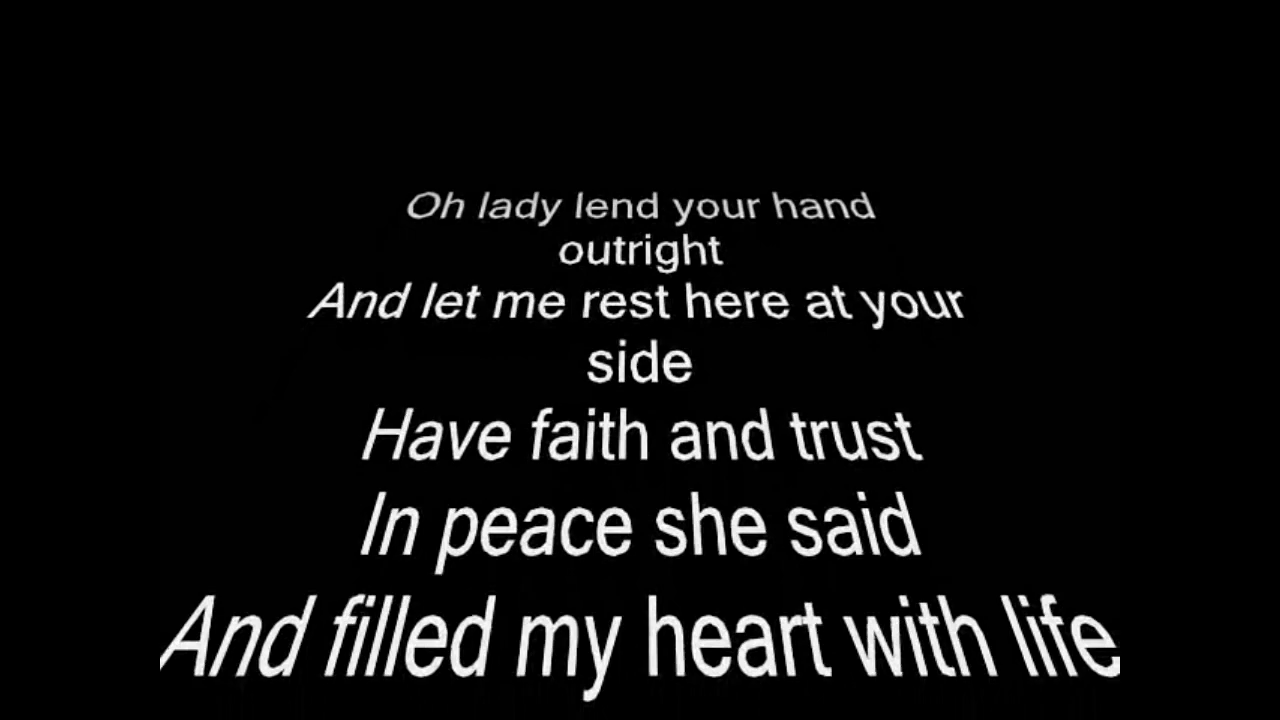 Oh lady lend your hand
outright
And let me rest here at your
side
Have faith and trust
In peace she said
And filled my heart with life